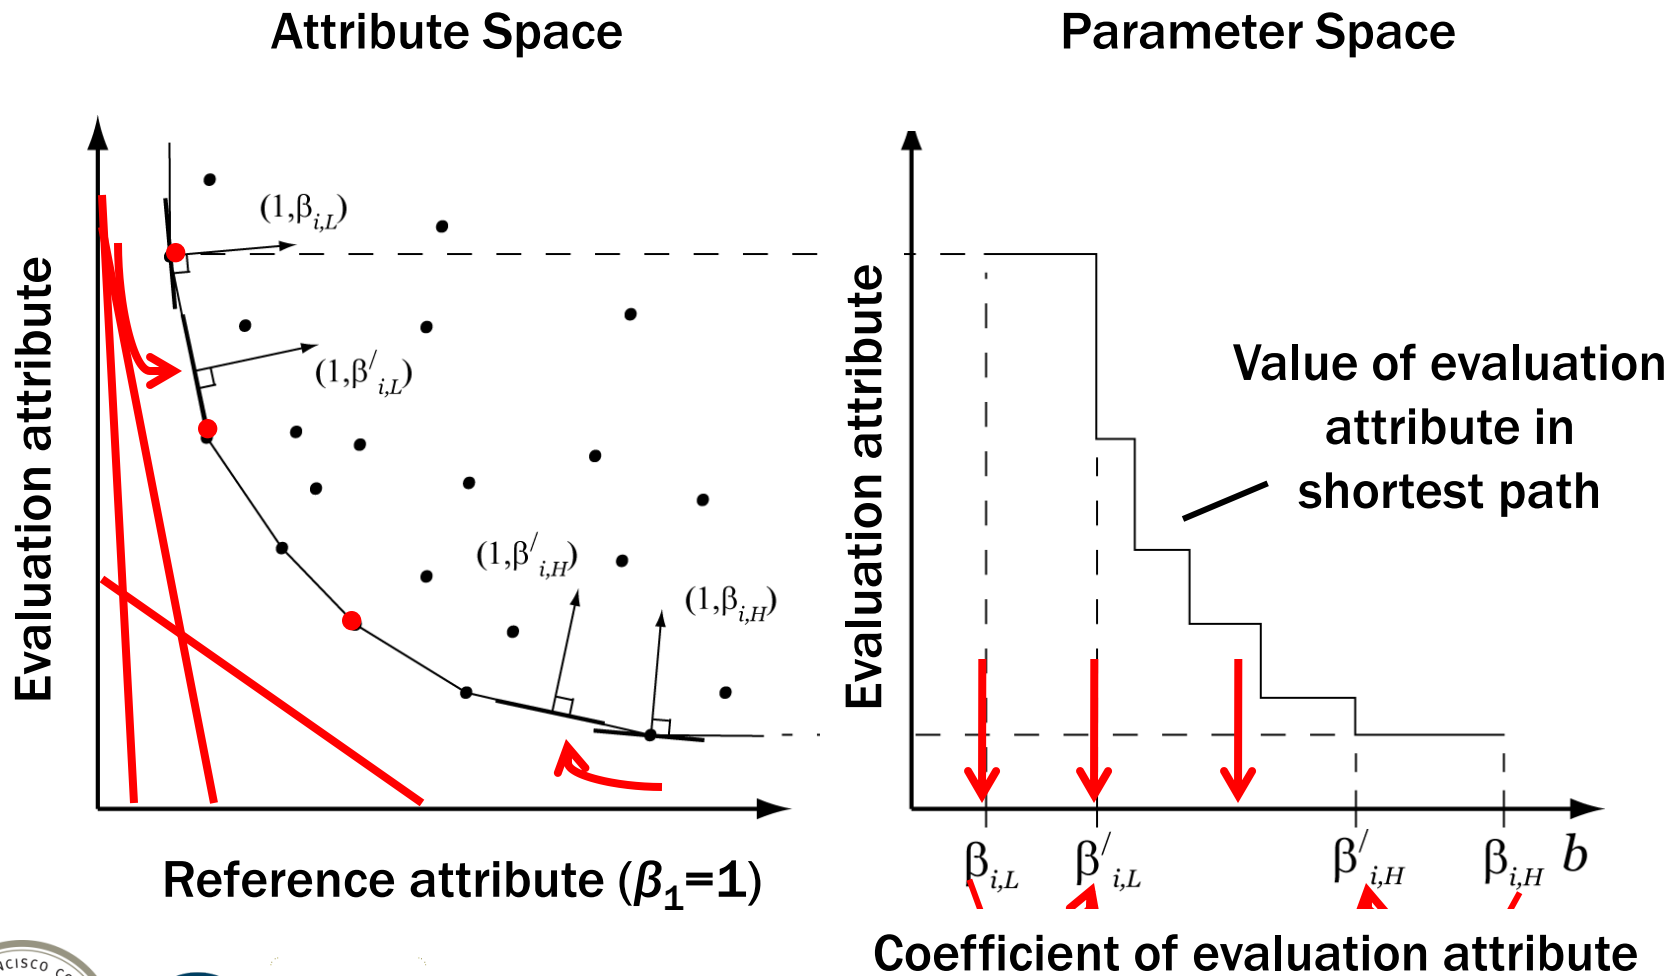 Attribute Space
Parameter Space
Evaluation attribute
(1,β_{i,L})
(1,β′_{i,L})
(1,β′_{i,H})
(1,β_{i,H})
Reference attribute (β₁=1)
Evaluation attribute
Value of evaluation
attribute in
shortest path
β_{i,L}
β′_{i,L}
β′_{i,H}
β_{i,H}
b
Coefficient of evaluation attribute